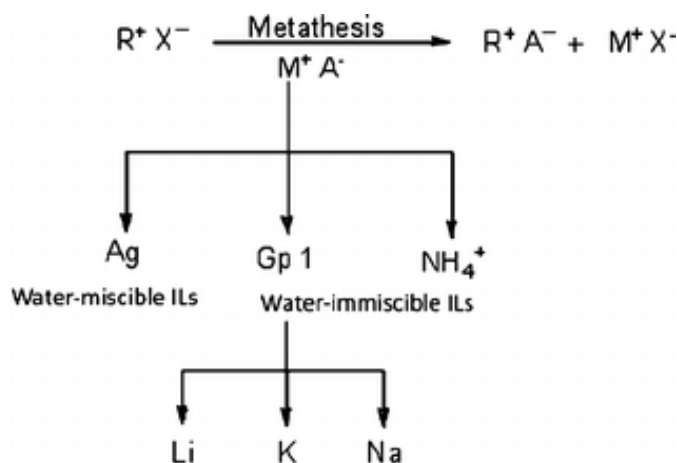 R⁺ X⁻ Metathesis R⁺ A⁻ + M⁺ X⁻
M⁺ A⁻
Ag Gp 1 NH₄⁺
Water-miscible ILs Water-immiscible ILs
Li K Na